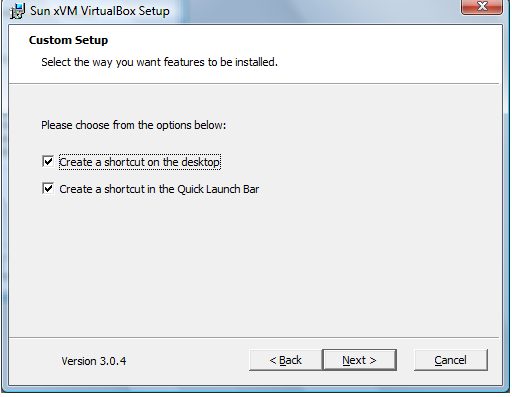 Sun xVM VirtualBox Setup
Custom Setup
Select the way you want features to be installed.
Please choose from the options below:
Create a shortcut on the desktop
Create a shortcut in the Quick Launch Bar
Version 3.0.4
< Back
Next >
Cancel